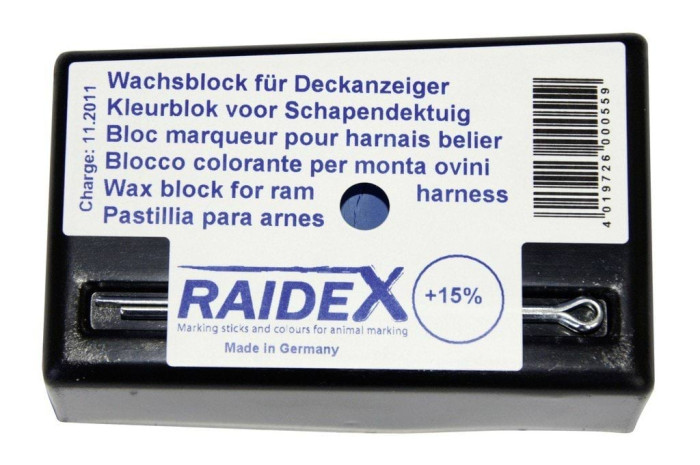 Wachsblock für Deckanzeiger
Kleurblok voor Schapendektuig
Bloc marqueur pour harnais belier
Blocco colorante per monta ovini
Wax block for ram harness
Pastillia para arnes
Charge: 11.2011
4 019726 000559
RAIDEX
+15%
Marking sticks and colours for animal marking
Made in Germany